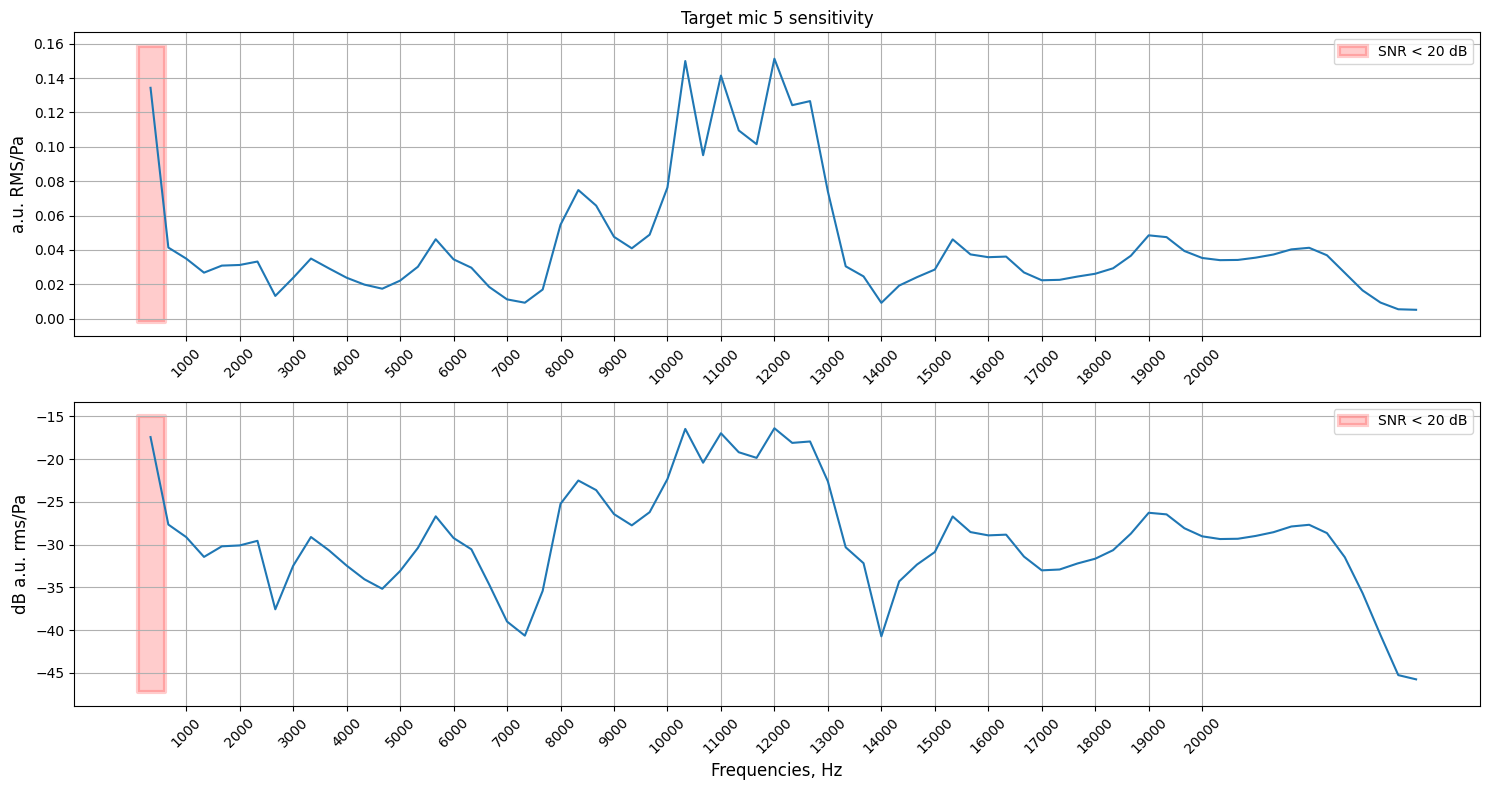 Target mic 5 sensitivity
a.u. RMS/Pa
0.16
0.14
0.12
0.10
0.08
0.06
0.04
0.02
0.00
SNR < 20 dB
1000 2000 3000 4000 5000 6000 7000 8000 9000 10000 11000 12000 13000 14000 15000 16000 17000 18000 19000 20000
dB a.u. rms/Pa
−15
−20
−25
−30
−35
−40
−45
SNR < 20 dB
1000 2000 3000 4000 5000 6000 7000 8000 9000 10000 11000 12000 13000 14000 15000 16000 17000 18000 19000 20000
Frequencies, Hz